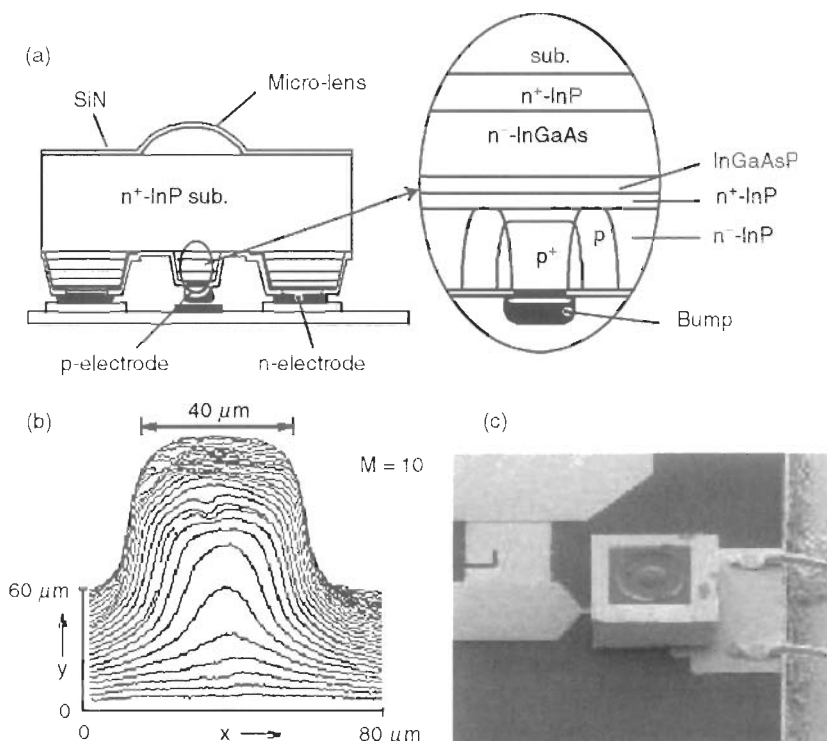 (a)
SiN
Micro-lens
n⁺-InP sub.
p-electrode
n-electrode
sub.
n⁺-InP
n⁻-InGaAs
InGaAsP
n⁺-InP
n⁻-InP
p⁺
p
Bump
(b)
40 μm
M = 10
60 μm
y
0
0
x
80 μm
(c)